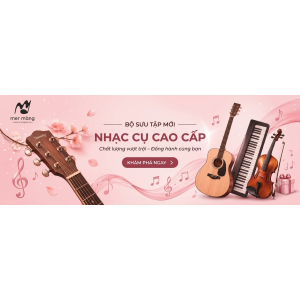 mer mông
BỘ SƯU TẬP MỚI
NHẠC CỤ CAO CẤP
Chất lượng vượt trội – Đồng hành cùng bạn
KHÁM PHÁ NGAY >